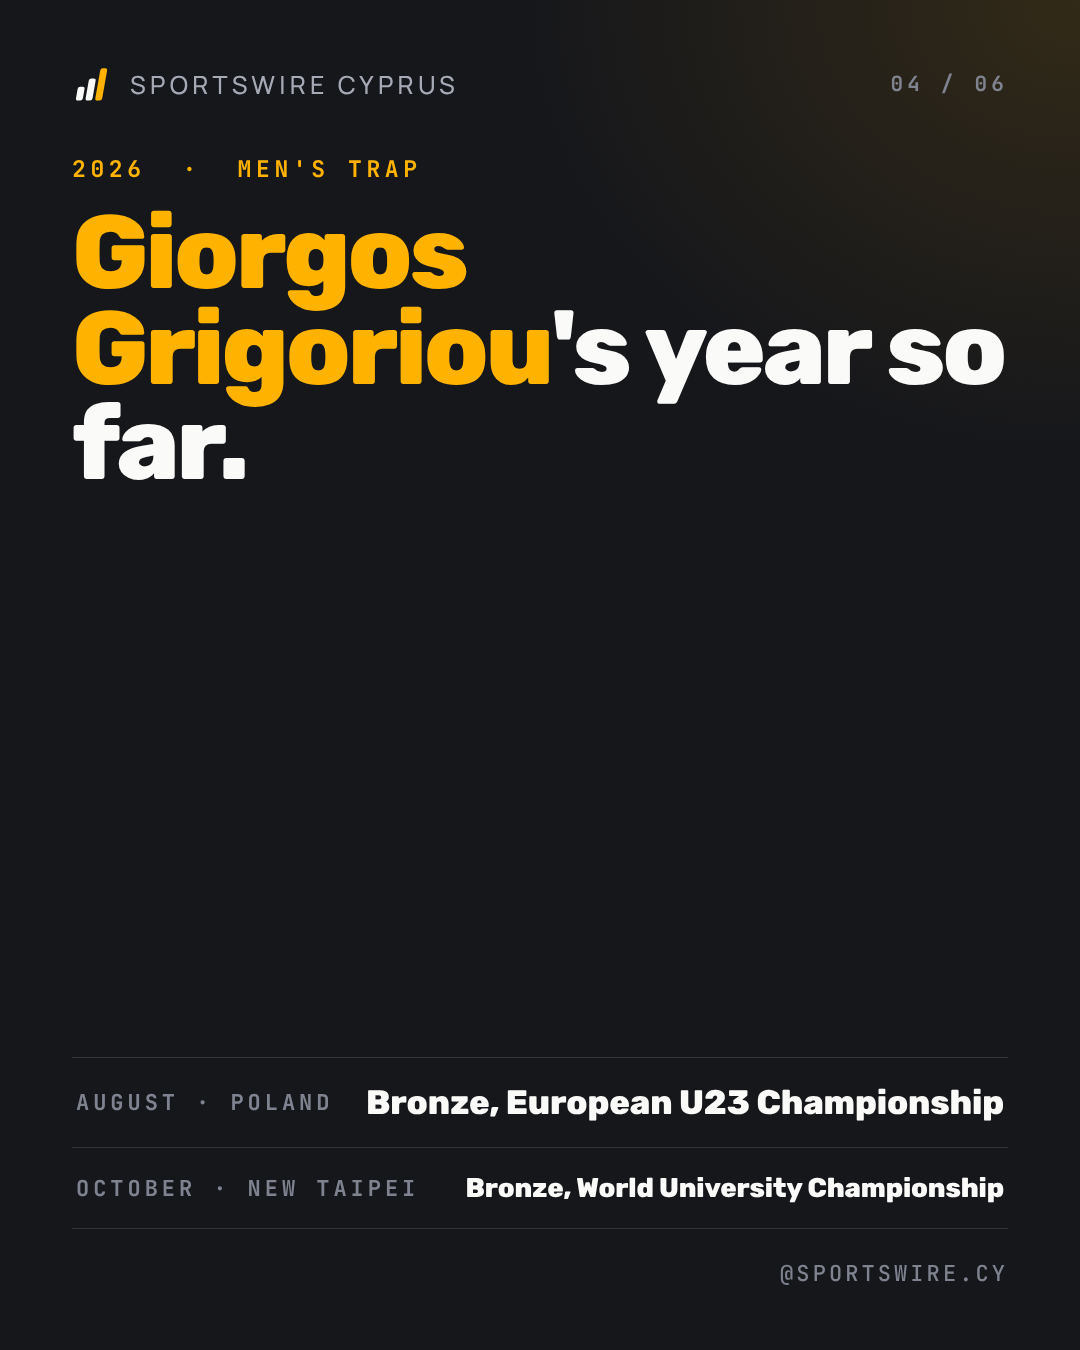 SPORTSWIRE CYPRUS
04 / 06
2026 · MEN'S TRAP
Giorgos
Grigoriou's year so
far.
AUGUST · POLAND Bronze, European U23 Championship
OCTOBER · NEW TAIPEI Bronze, World University Championship
@SPORTSWIRE.CY